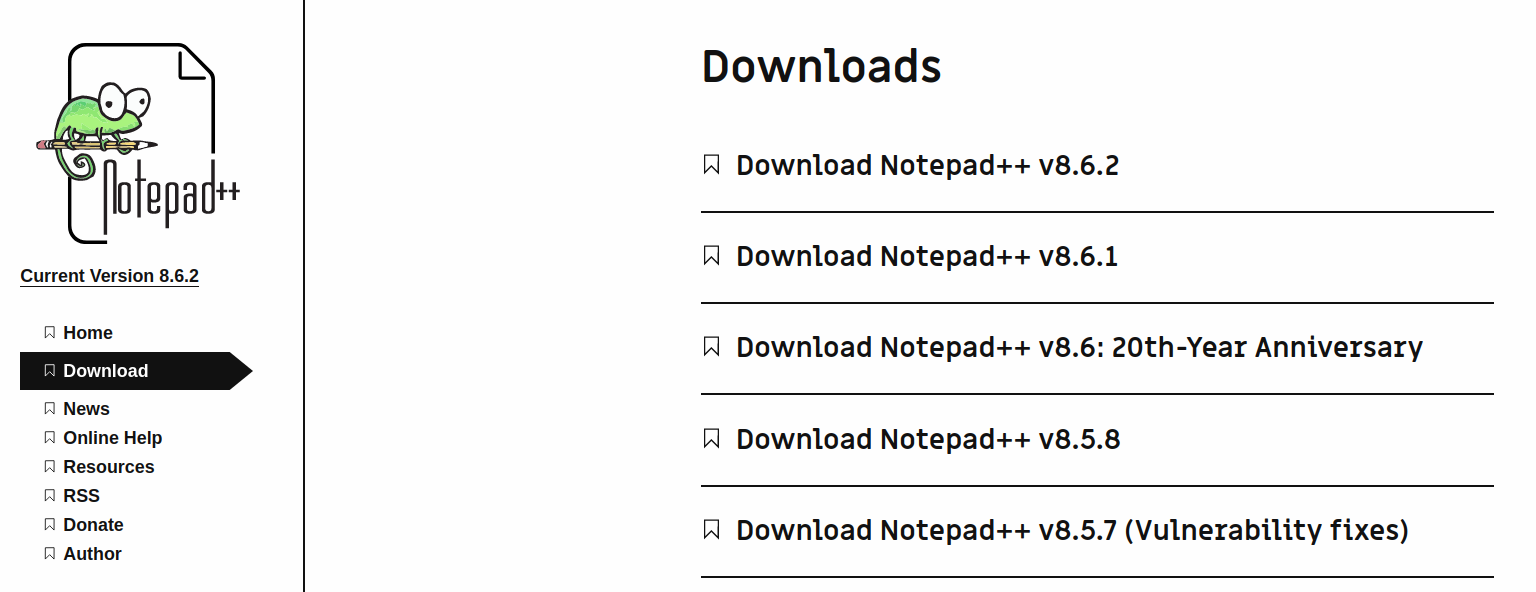 Notepad++
Current Version 8.6.2
Home
Download
News
Online Help
Resources
RSS
Donate
Author
Downloads
Download Notepad++ v8.6.2
Download Notepad++ v8.6.1
Download Notepad++ v8.6: 20th-Year Anniversary
Download Notepad++ v8.5.8
Download Notepad++ v8.5.7 (Vulnerability fixes)